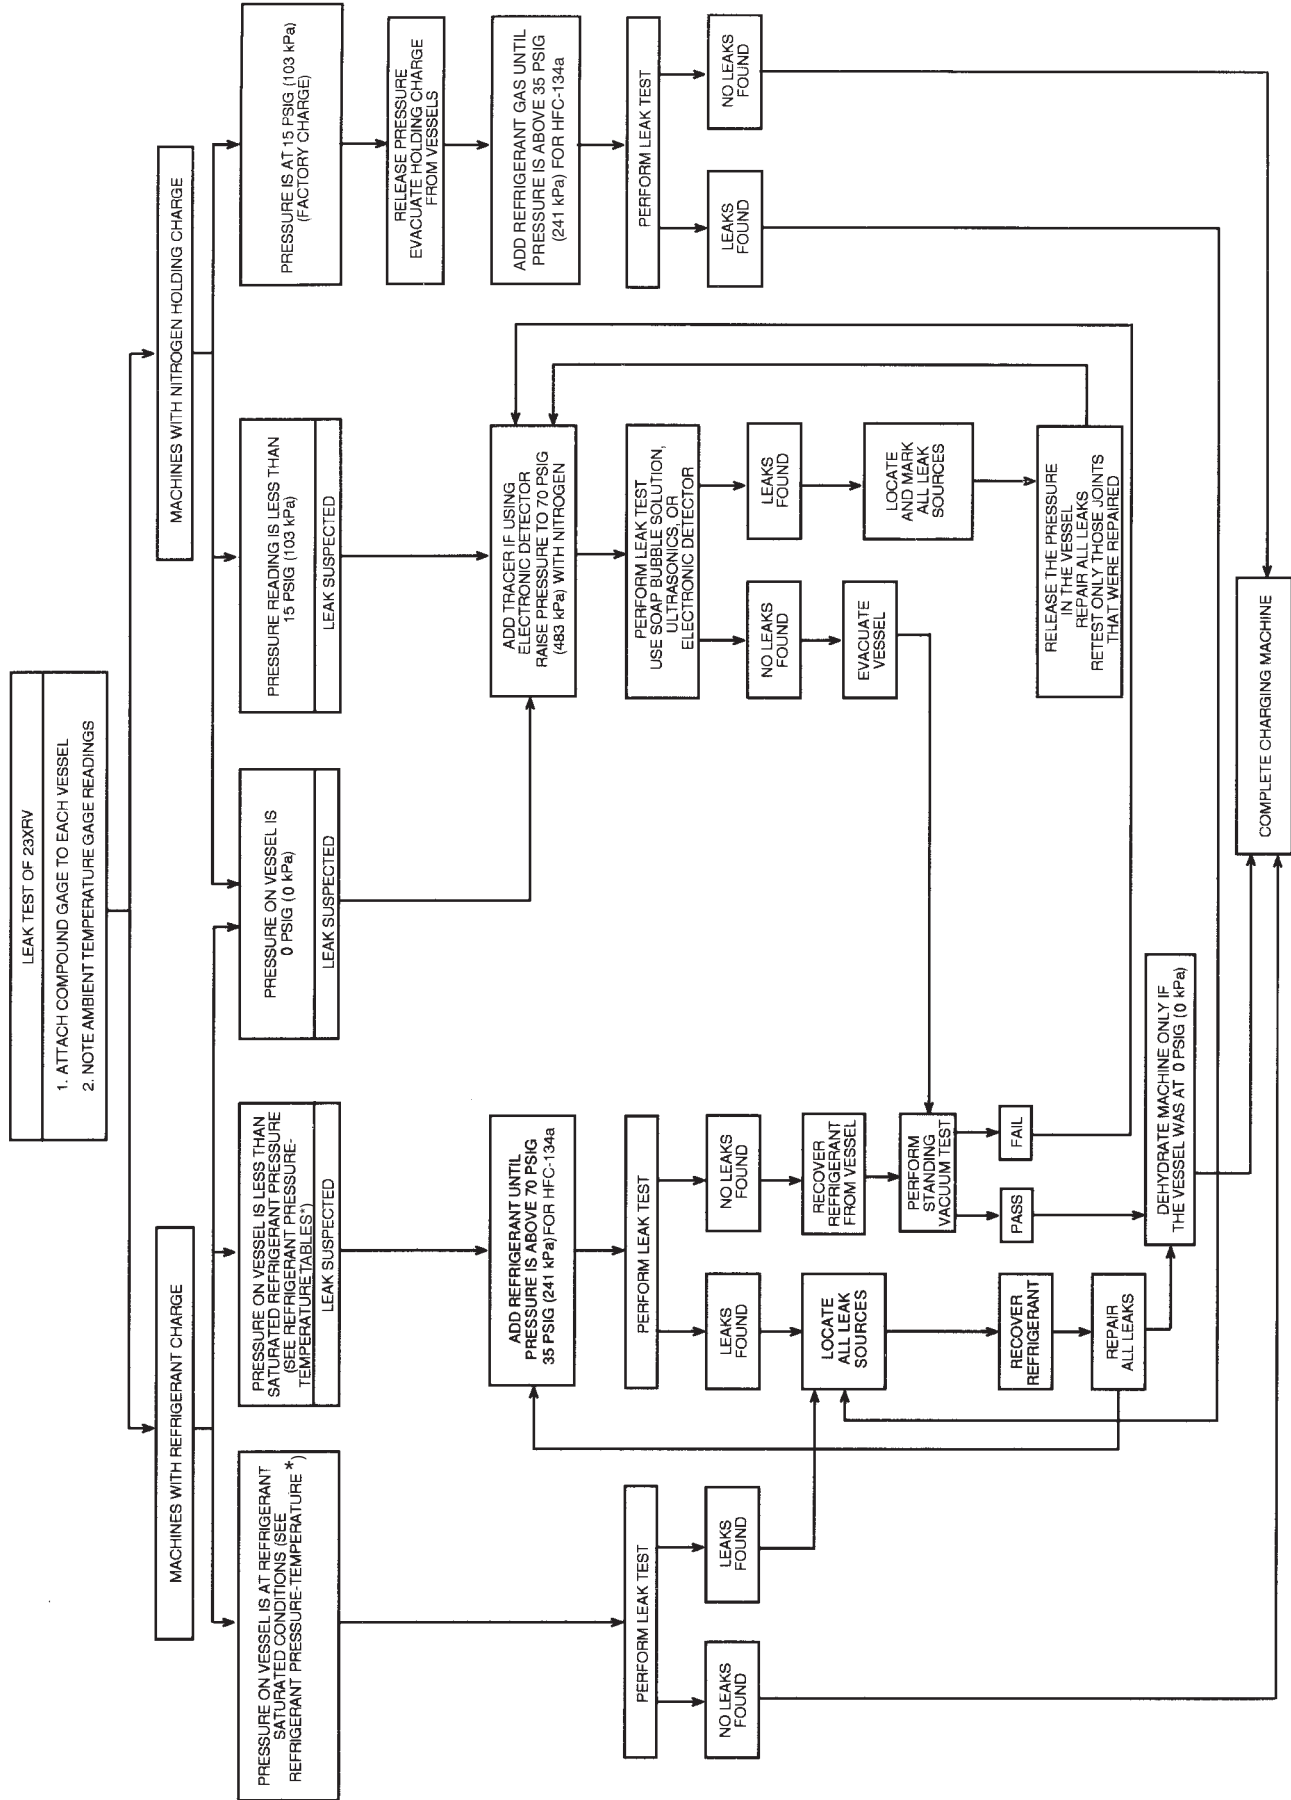 LEAK TEST OF 23XRV
1. ATTACH COMPOUND GAGE TO EACH VESSEL
2. NOTE AMBIENT TEMPERATURE GAGE READINGS
MACHINES WITH REFRIGERANT CHARGE
MACHINES WITH NITROGEN HOLDING CHARGE
PRESSURE ON VESSEL IS AT REFRIGERANT
SATURATED CONDITIONS (SEE
REFRIGERANT PRESSURE-TEMPERATURE *)
PRESSURE ON VESSEL IS LESS THAN
SATURATED REFRIGERANT PRESSURE
(SEE REFRIGERANT PRESSURE-
TEMPERATURE TABLES*)
LEAK SUSPECTED
PRESSURE ON VESSEL IS
0 PSIG (0 kPa)
LEAK SUSPECTED
PRESSURE READING IS LESS THAN
15 PSIG (103 kPa)
LEAK SUSPECTED
PRESSURE IS AT 15 PSIG (103 kPa)
(FACTORY CHARGE)
RELEASE PRESSURE
EVACUATE HOLDING CHARGE
FROM VESSELS
ADD REFRIGERANT UNTIL
PRESSURE IS ABOVE 70 PSIG
35 PSIG (241 kPa) FOR HFC-134a
ADD TRACER IF USING
ELECTRONIC DETECTOR
RAISE PRESSURE TO 70 PSIG
(483 kPa) WITH NITROGEN
ADD REFRIGERANT GAS UNTIL
PRESSURE IS ABOVE 35 PSIG
(241 kPa) FOR HFC-134a
PERFORM LEAK TEST
PERFORM LEAK TEST
PERFORM LEAK TEST
USE SOAP BUBBLE SOLUTION,
ULTRASONICS, OR
ELECTRONIC DETECTOR
PERFORM LEAK TEST
NO LEAKS
FOUND
LEAKS
FOUND
LEAKS
FOUND
NO LEAKS
FOUND
NO LEAKS
FOUND
LEAKS
FOUND
LEAKS
FOUND
NO LEAKS
FOUND
LOCATE
ALL LEAK
SOURCES
RECOVER
REFRIGERANT
FROM VESSEL
EVACUATE
VESSEL
LOCATE
AND MARK
ALL LEAK
SOURCES
PERFORM
STANDING
VACUUM TEST
RECOVER
REFRIGERANT
PASS
FAIL
RELEASE THE PRESSURE
IN THE VESSEL
REPAIR ALL LEAKS
RETEST ONLY THOSE JOINTS
THAT WERE REPAIRED
REPAIR
ALL LEAKS
DEHYDRATE MACHINE ONLY IF
THE VESSEL WAS AT 0 PSIG (0 kPa)
COMPLETE CHARGING MACHINE